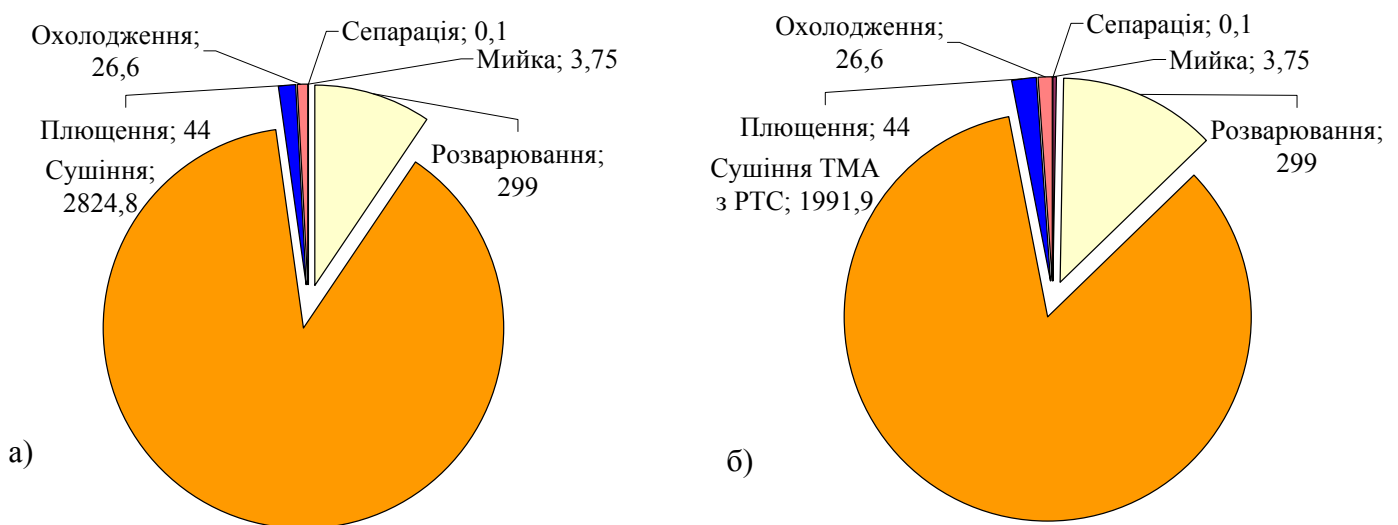 Охолодження;
26,6
Сепарація; 0,1
Мийка; 3,75
Плющення; 44
Сушіння;
2824,8
Розварювання;
299
а)
Охолодження;
26,6
Сепарація; 0,1
Мийка; 3,75
Плющення; 44
Сушіння ТМА
з РТС; 1991,9
Розварювання;
299
б)